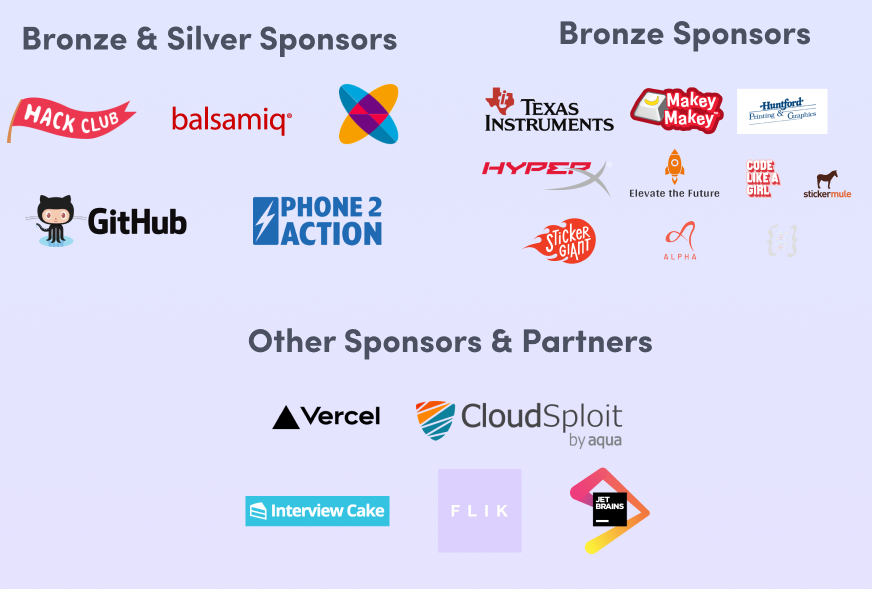 Bronze & Silver Sponsors
HACK CLUB
balsamiq®
GitHub
PHONE 2
ACTION
Bronze Sponsors
TEXAS
INSTRUMENTS
Makey
Makey
Huntford
Printing & Graphics
HYPERX
Elevate the Future
CODE
LIKE A
GIRL
stickermule
STICKER
GIANT
ALPHA
Other Sponsors & Partners
Vercel
CloudSploit
by aqua
Interview Cake
FLIK
JET
BRAINS